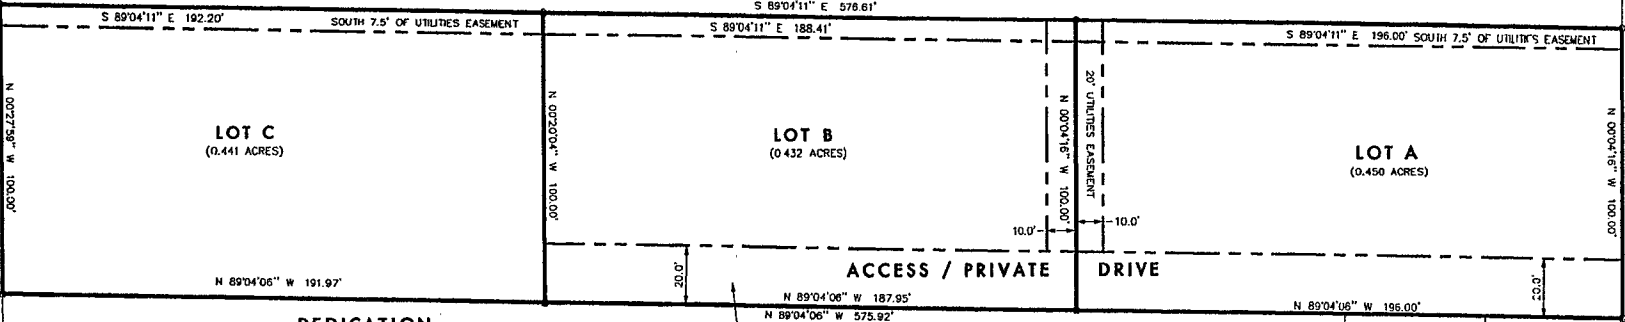 S 89°04'11" E 576.61'
S 89°04'11" E 192.20'
SOUTH 7.5' OF UTILITIES EASEMENT
S 89°04'11" E 188.41'
S 89°04'11" E 196.00' SOUTH 7.5' OF UTILITIES EASEMENT
N 00°27'59" W 100.00'
LOT C
(0.441 ACRES)
N 00°20'04" W 100.00'
LOT B
(0.432 ACRES)
N 00°04'16" W 100.00'
20' UTILITIES EASEMENT
LOT A
(0.450 ACRES)
N 00°04'16" W 100.00'
10.0'
10.0'
ACCESS / PRIVATE DRIVE
20.0'
20.0'
N 89°04'06" W 191.97'
N 89°04'06" W 187.95'
N 89°04'06" W 196.00'
N 89°04'06" W 575.92'
DEDICATION